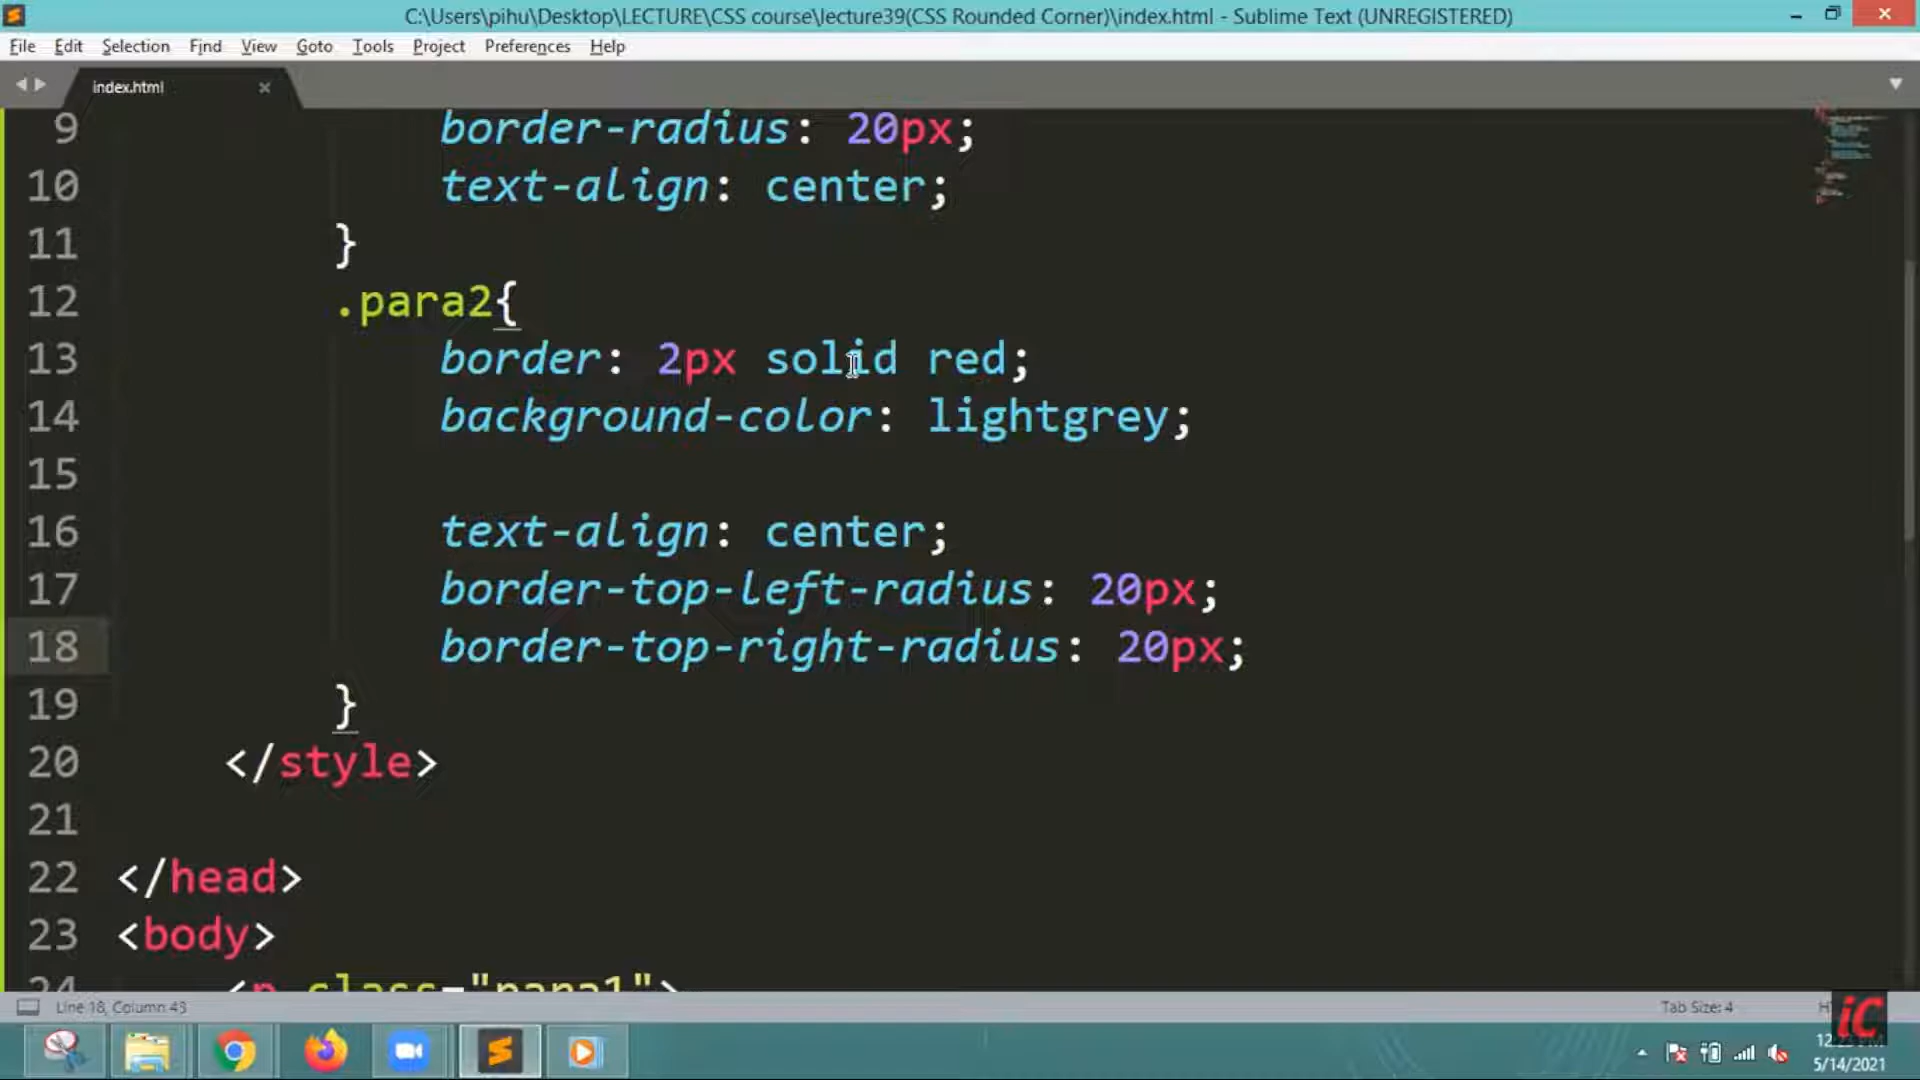 C:\Users\pihu\Desktop\LECTURE\CSS course\lecture39(CSS Rounded Corner)\index.html - Sublime Text (UNREGISTERED)
File Edit Selection Find Goto Tools Project Preferences Help
View
index.html
9 border-radius: 20px;
10 text-align: center;
11 }
12 .para2{
13 border: 2px solid red;
14 background-color: lightgrey;
15
16 text-align: center;
17 border-top-left-radius: 20px;
18 border-top-right-radius: 20px;
19 }
20 </style>
21
22 </head>
23 <body>
24 <p class="para1">
Line 18, Column 43
Tab Size: 4
iC
5/14/2021